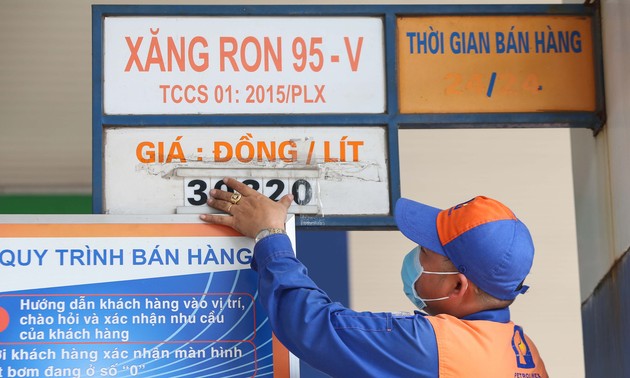 XĂNG RON 95 - V
TCCS 01: 2015/PLX
THỜI GIAN BÁN HÀNG
24/24
GIÁ : ĐỒNG / LÍT
QUY TRÌNH BÁN HÀNG
Hướng dẫn khách hàng vào vị trí,
chào hỏi và xác nhận nhu cầu
của khách hàng
khách hàng xác nhận màn hình
bơm đang ở số "0"